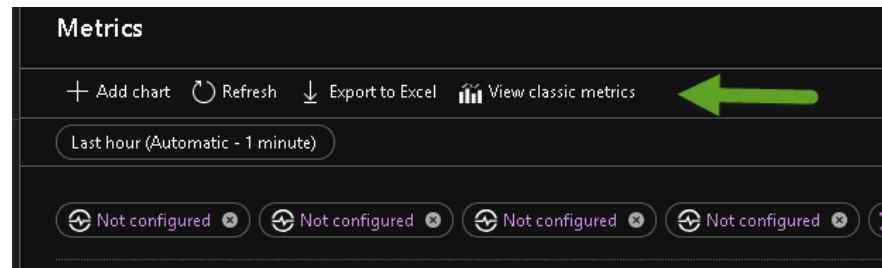 Metrics
Add chart Refresh Export to Excel View classic metrics
Last hour (Automatic - 1 minute)
Not configured Not configured Not configured Not configured